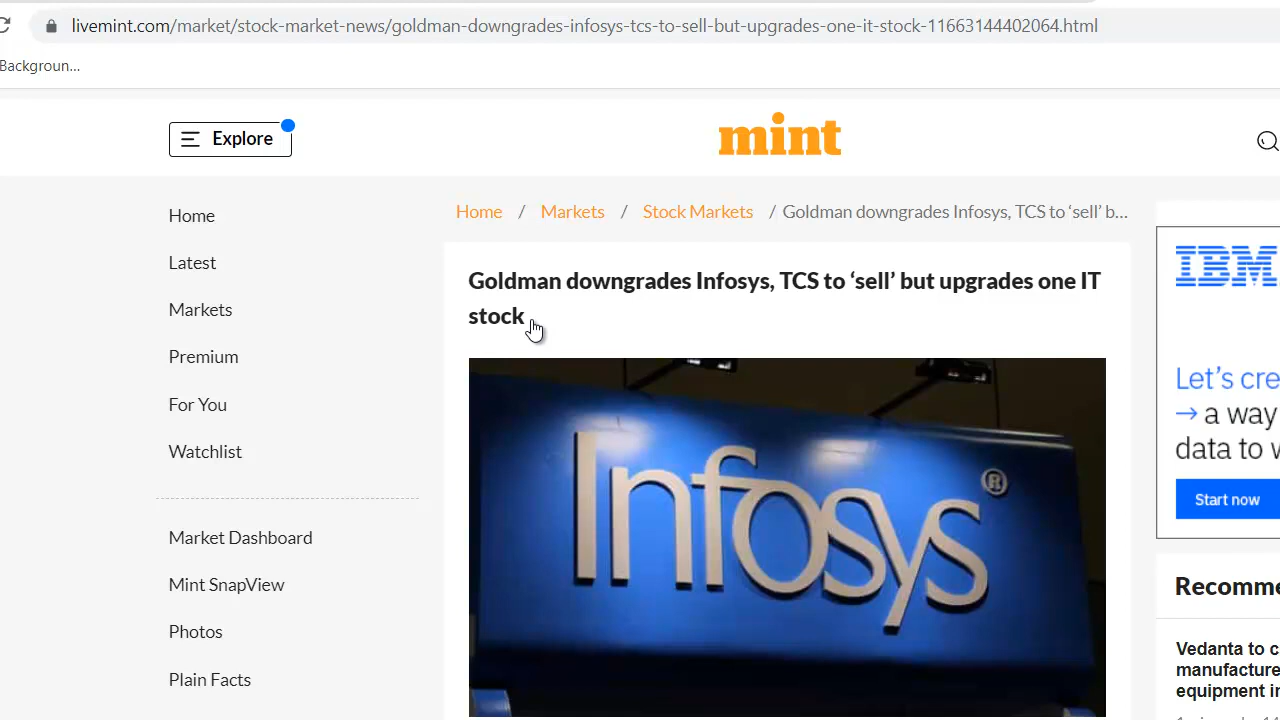 livemint.com/market/stock-market-news/goldman-downgrades-infosys-tcs-to-sell-but-upgrades-one-it-stock-11663144402064.html
Backgroun...
Explore
mint
Home / Markets / Stock Markets / Goldman downgrades Infosys, TCS to ‘sell’ b...
Home
Latest
Markets
Premium
For You
Watchlist
Market Dashboard
Mint SnapView
Photos
Plain Facts
Goldman downgrades Infosys, TCS to ‘sell’ but upgrades one IT
stock
Infosys®
IBM
Let’s cre
→ a way
data to w
Start now
Recomme
Vedanta to c
manufacture
equipment in